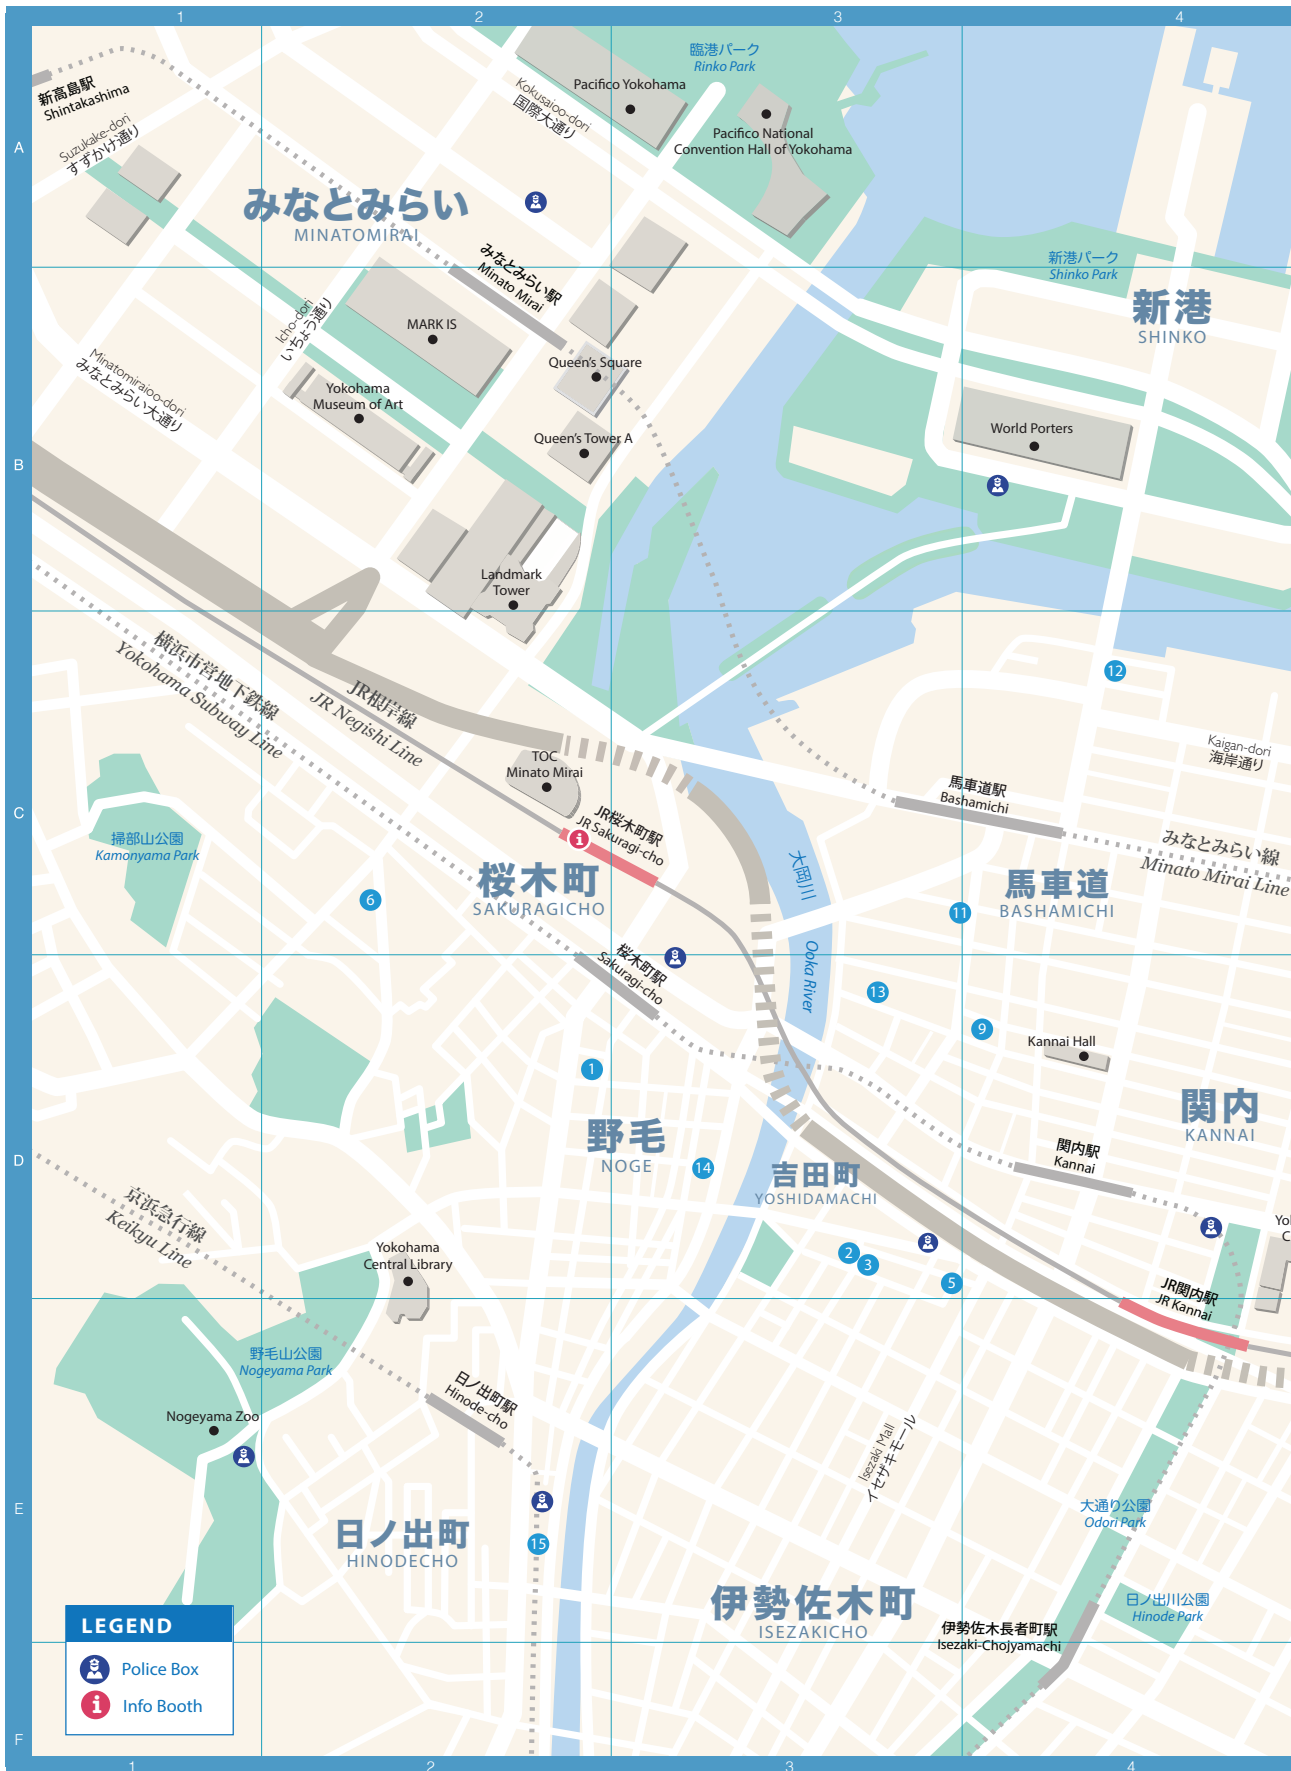 1
2
3
4
A
B
C
D
E
F
新高島駅
Shintakashima
Suzukake-dori
すずかけ通り
みなとみらい
MINATOMIRAI
Kokusaioo-dori
国際大通り
Pacifico Yokohama
臨港パーク
Rinko Park
Pacifico National
Convention Hall of Yokohama
みなとみらい駅
Minato Mirai
新港パーク
Shinko Park
新港
SHINKO
Icho-dori
いちょう通り
MARK IS
Minatomiraioo-dori
みなとみらい大通り
Yokohama
Museum of Art
Queen's Square
Queen's Tower A
World Porters
Landmark
Tower
横浜市営地下鉄線
Yokohama Subway Line
JR根岸線
JR Negishi Line
TOC
Minato Mirai
12
Kaigan-dori
海岸通り
馬車道駅
Bashamichi
掃部山公園
Kamonyama Park
JR桜木町駅
JR Sakuragi-cho
みなとみらい線
Minato Mirai Line
桜木町
SAKURAGICHO
大岡川
Ooka River
馬車道
BASHAMICHI
6
11
桜木町駅
Sakuragi-cho
13
9
Kannai Hall
1
野毛
NOGE
14
関内
KANNAI
関内駅
Kannai
吉田町
YOSHIDAMACHI
京浜急行線
Keikyu Line
Yokohama
Central Library
2
3
5
Yo
C
JR関内駅
JR Kannai
野毛山公園
Nogeyama Park
Nogeyama Zoo
日ノ出町駅
Hinode-cho
Isezaki Mall
イセザキモール
大通り公園
Odori Park
日ノ出町
HINODECHO
15
伊勢佐木町
ISEZAKICHO
日ノ出川公園
Hinode Park
伊勢佐木長者町駅
Isezaki-Chojyamachi
LEGEND
Police Box
Info Booth
1
2
3
4